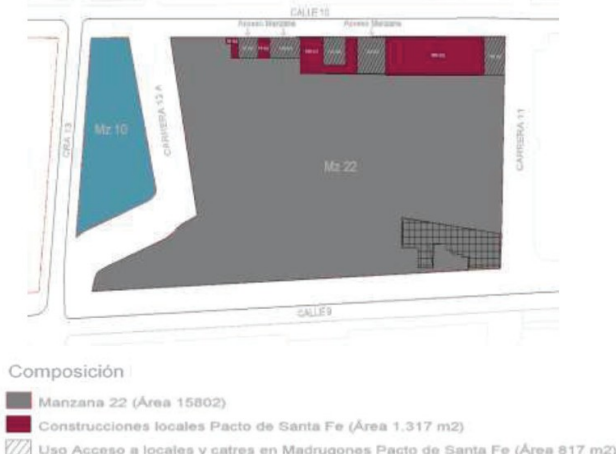 CALLE 10
Acceso Manzana Acceso Manzana
CRA 13
Mz 10
CARRERA 12 A
Mz 22
CARRERA 11
CALLE 9
Composición
Manzana 22 (Área 15802)
Construcciones locales Pacto de Santa Fe (Área 1.317 m2)
Uso Acceso a locales y catres en Madrugones Pacto de Santa Fe (Área 817 m2)